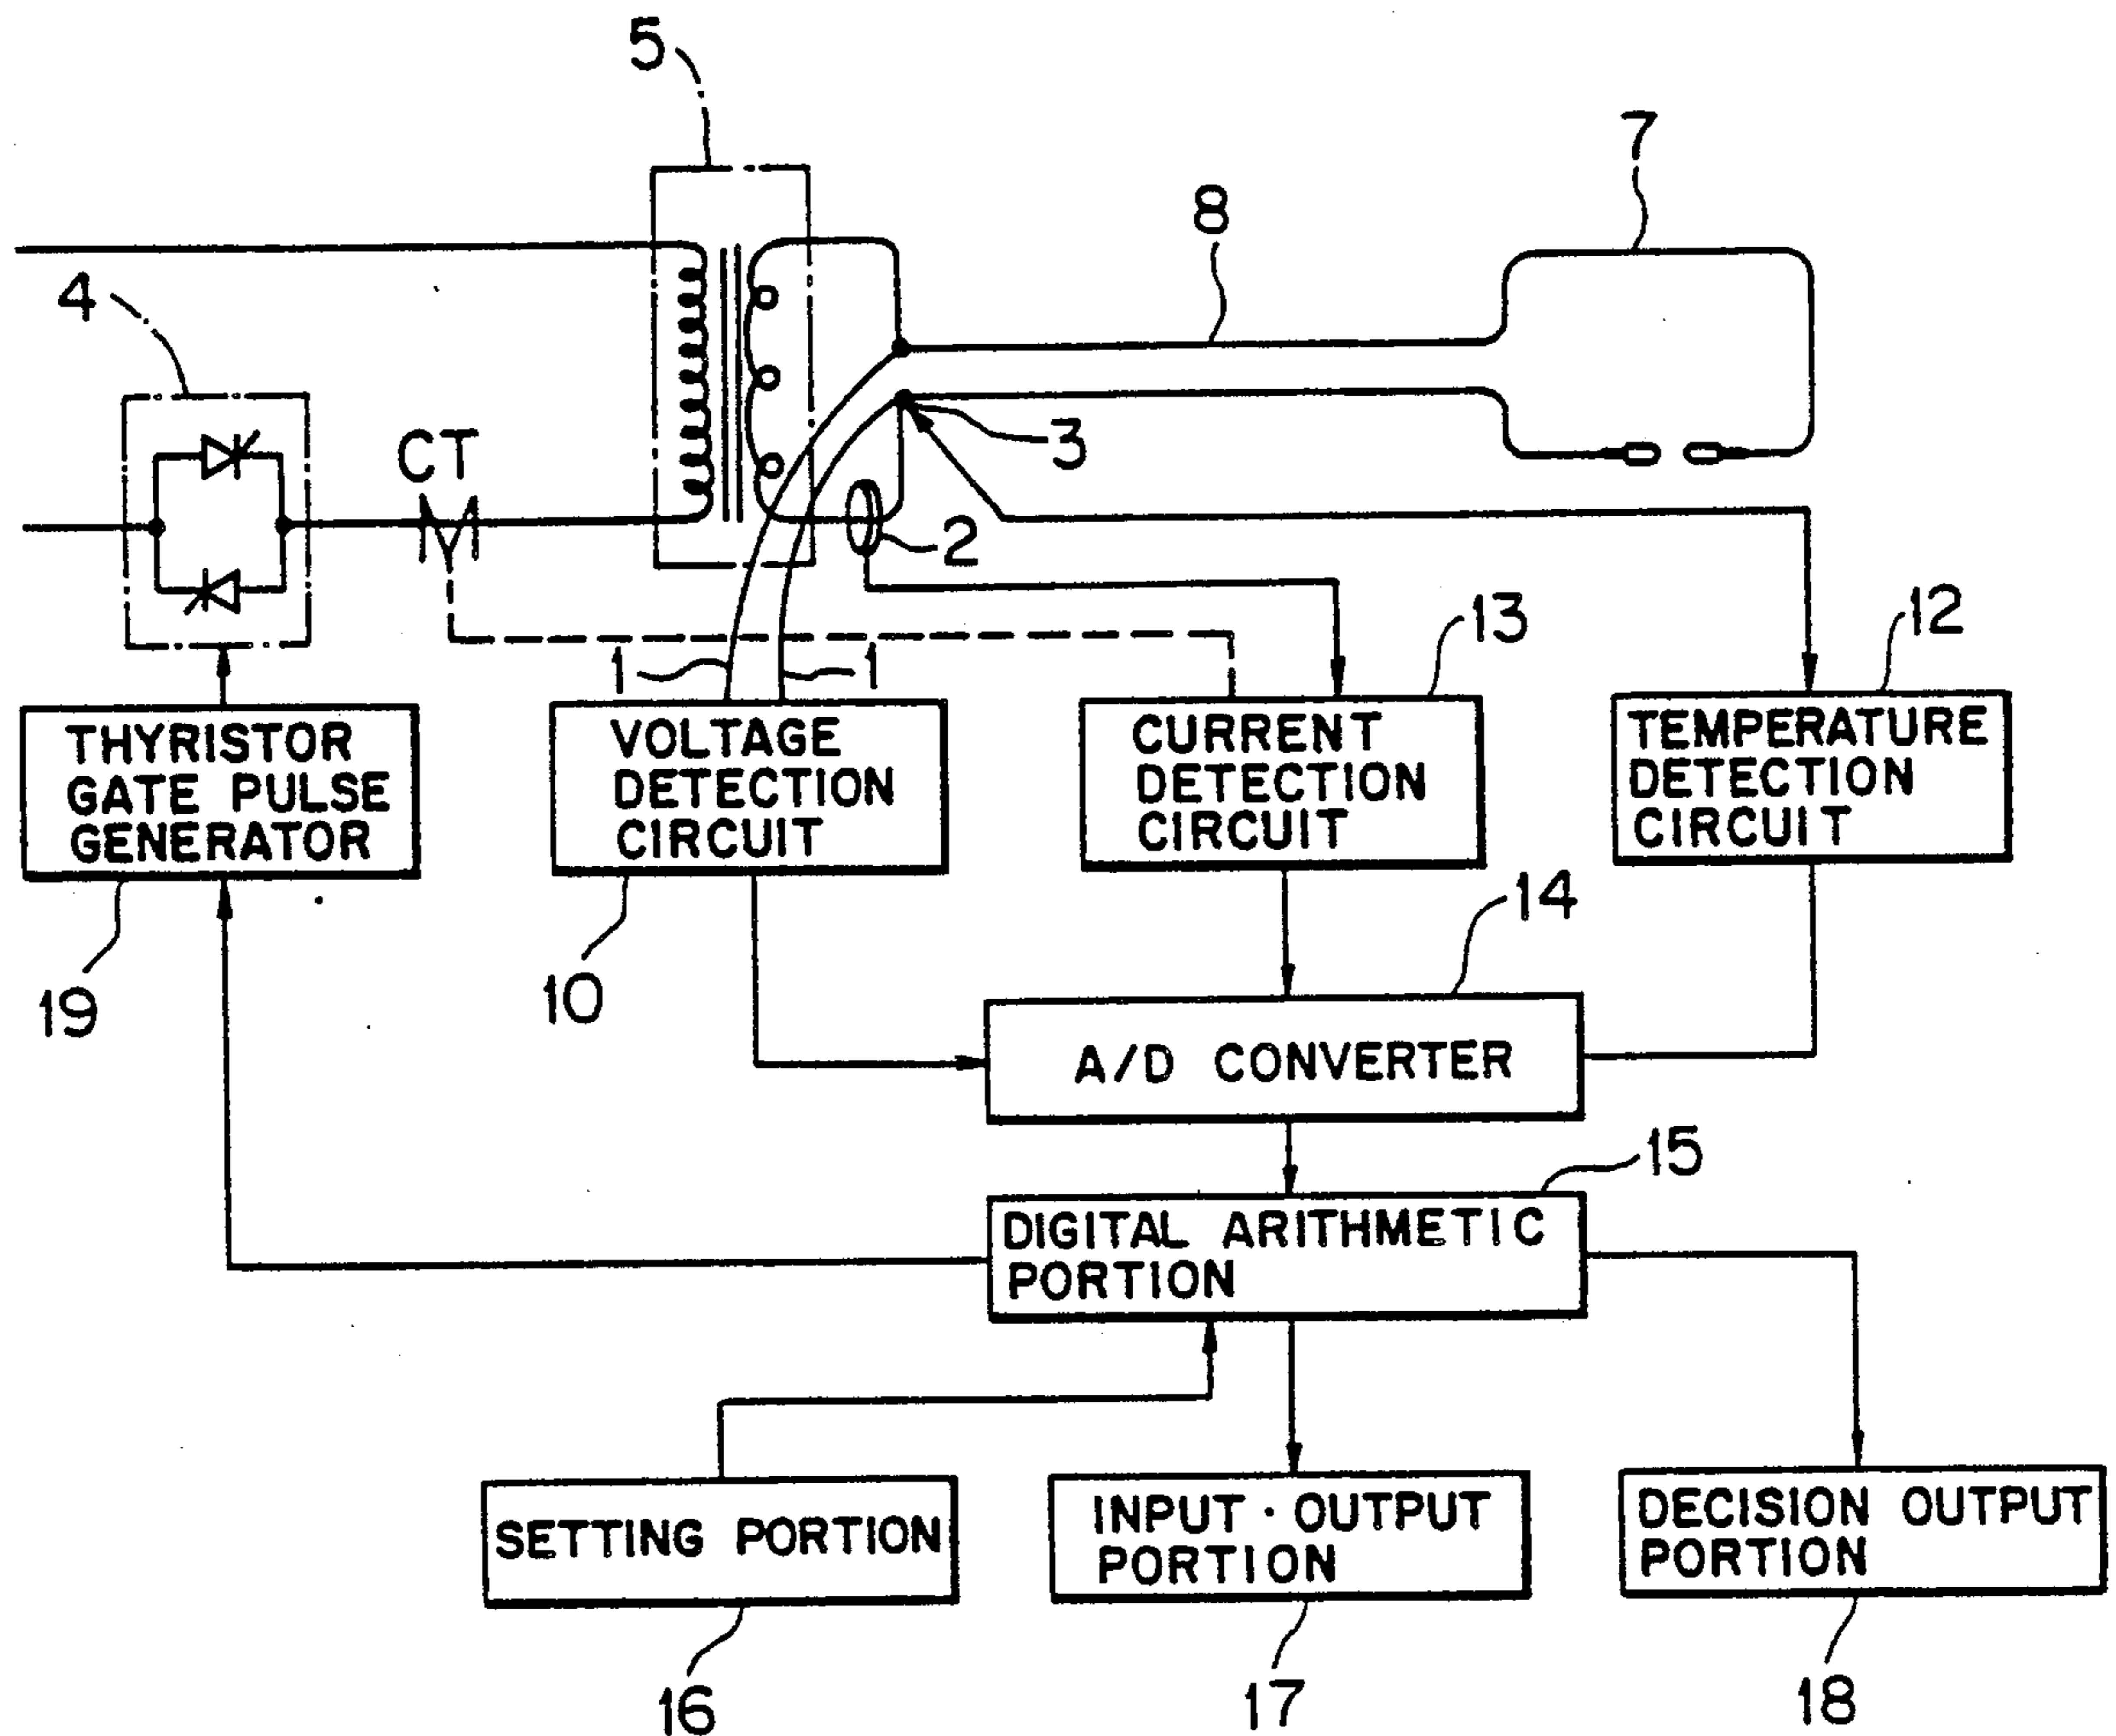 5
7
8
4
CT
3
2
13
12
1
1
THYRISTOR
GATE PULSE
GENERATOR
VOLTAGE
DETECTION
CIRCUIT
CURRENT
DETECTION
CIRCUIT
TEMPERATURE
DETECTION
CIRCUIT
14
19
10
A/D CONVERTER
15
DIGITAL ARITHMETIC
PORTION
SETTING PORTION
INPUT · OUTPUT
PORTION
DECISION OUTPUT
PORTION
16
17
18